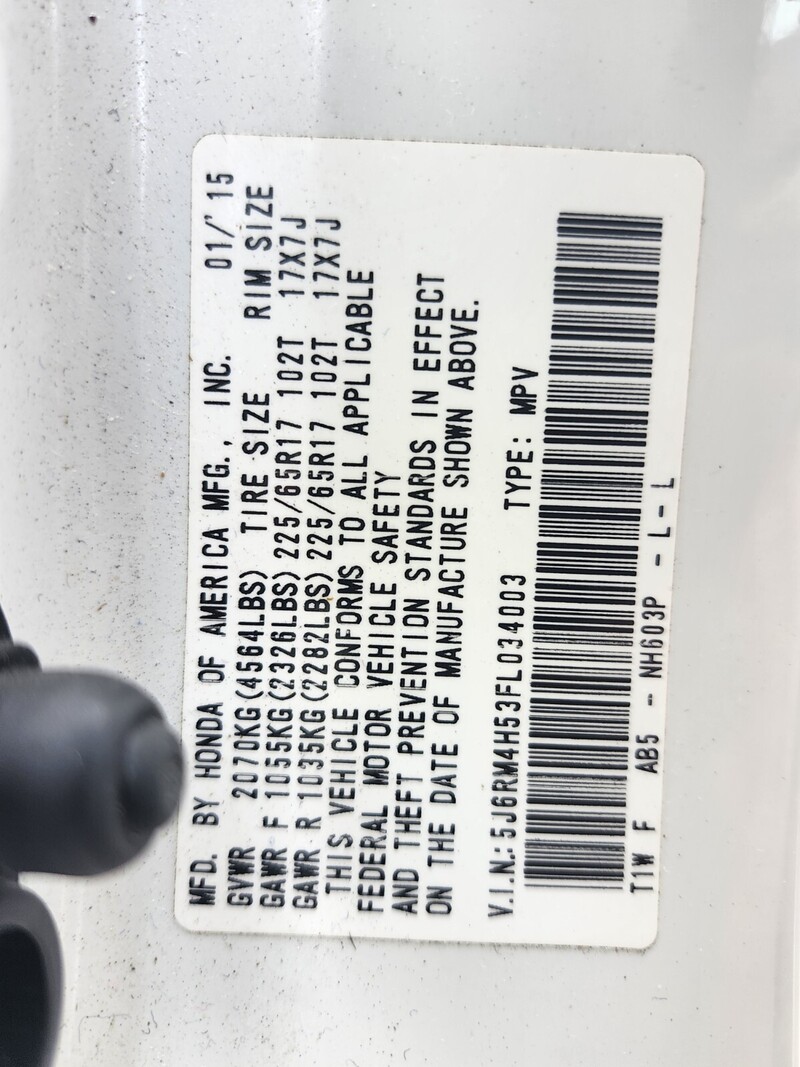 MFD. BY HONDA OF AMERICA MFG., INC. 01/'15
GVWR 2070KG(4564LBS) TIRE SIZE RIM SIZE
GAWR F 1055KG(2326LBS) 225/65R17 102T 17X7J
GAWR R 1035KG(2282LBS) 225/65R17 102T 17X7J
THIS VEHICLE CONFORMS TO ALL APPLICABLE
FEDERAL MOTOR VEHICLE SAFETY
AND THEFT PREVENTION STANDARDS IN EFFECT
ON THE DATE OF MANUFACTURE SHOWN ABOVE.
V.I.N.: 5J6RM4H53FL034003 TYPE: MPV
T1W F AB5 - NH603P - L - L